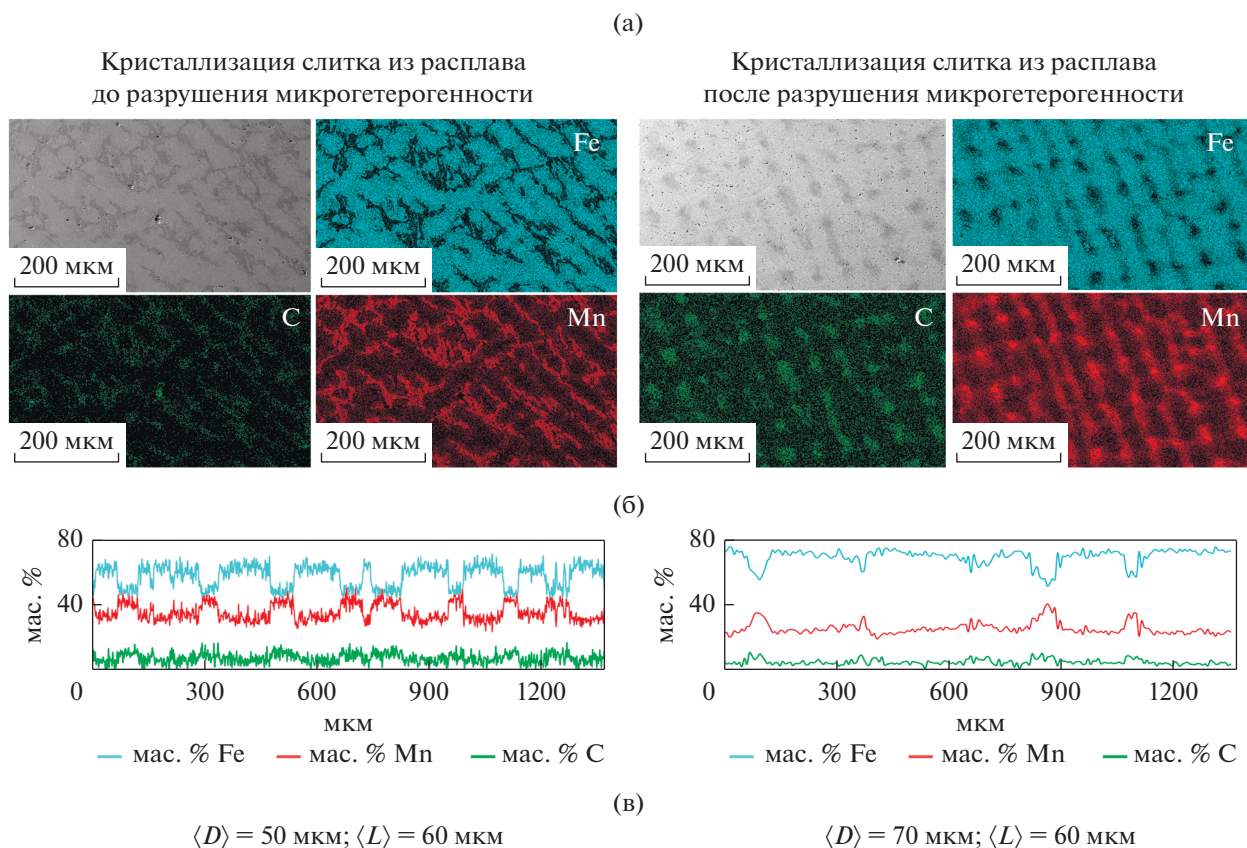 (а)
Кристаллизация слитка из расплава
до разрушения микрогетерогенности
Кристаллизация слитка из расплава
после разрушения микрогетерогенности
Fe
200 мкм
200 мкм
C
Mn
200 мкм
200 мкм
Fe
200 мкм
200 мкм
C
Mn
200 мкм
200 мкм
(б)
80
40
мас. %
0
300
600
900
1200
мкм
мас. % Fe
мас. % Mn
мас. % C
80
40
мас. %
0
300
600
900
1200
мкм
мас. % Fe
мас. % Mn
мас. % C
(в)
⟨D⟩ = 50 мкм; ⟨L⟩ = 60 мкм
⟨D⟩ = 70 мкм; ⟨L⟩ = 60 мкм